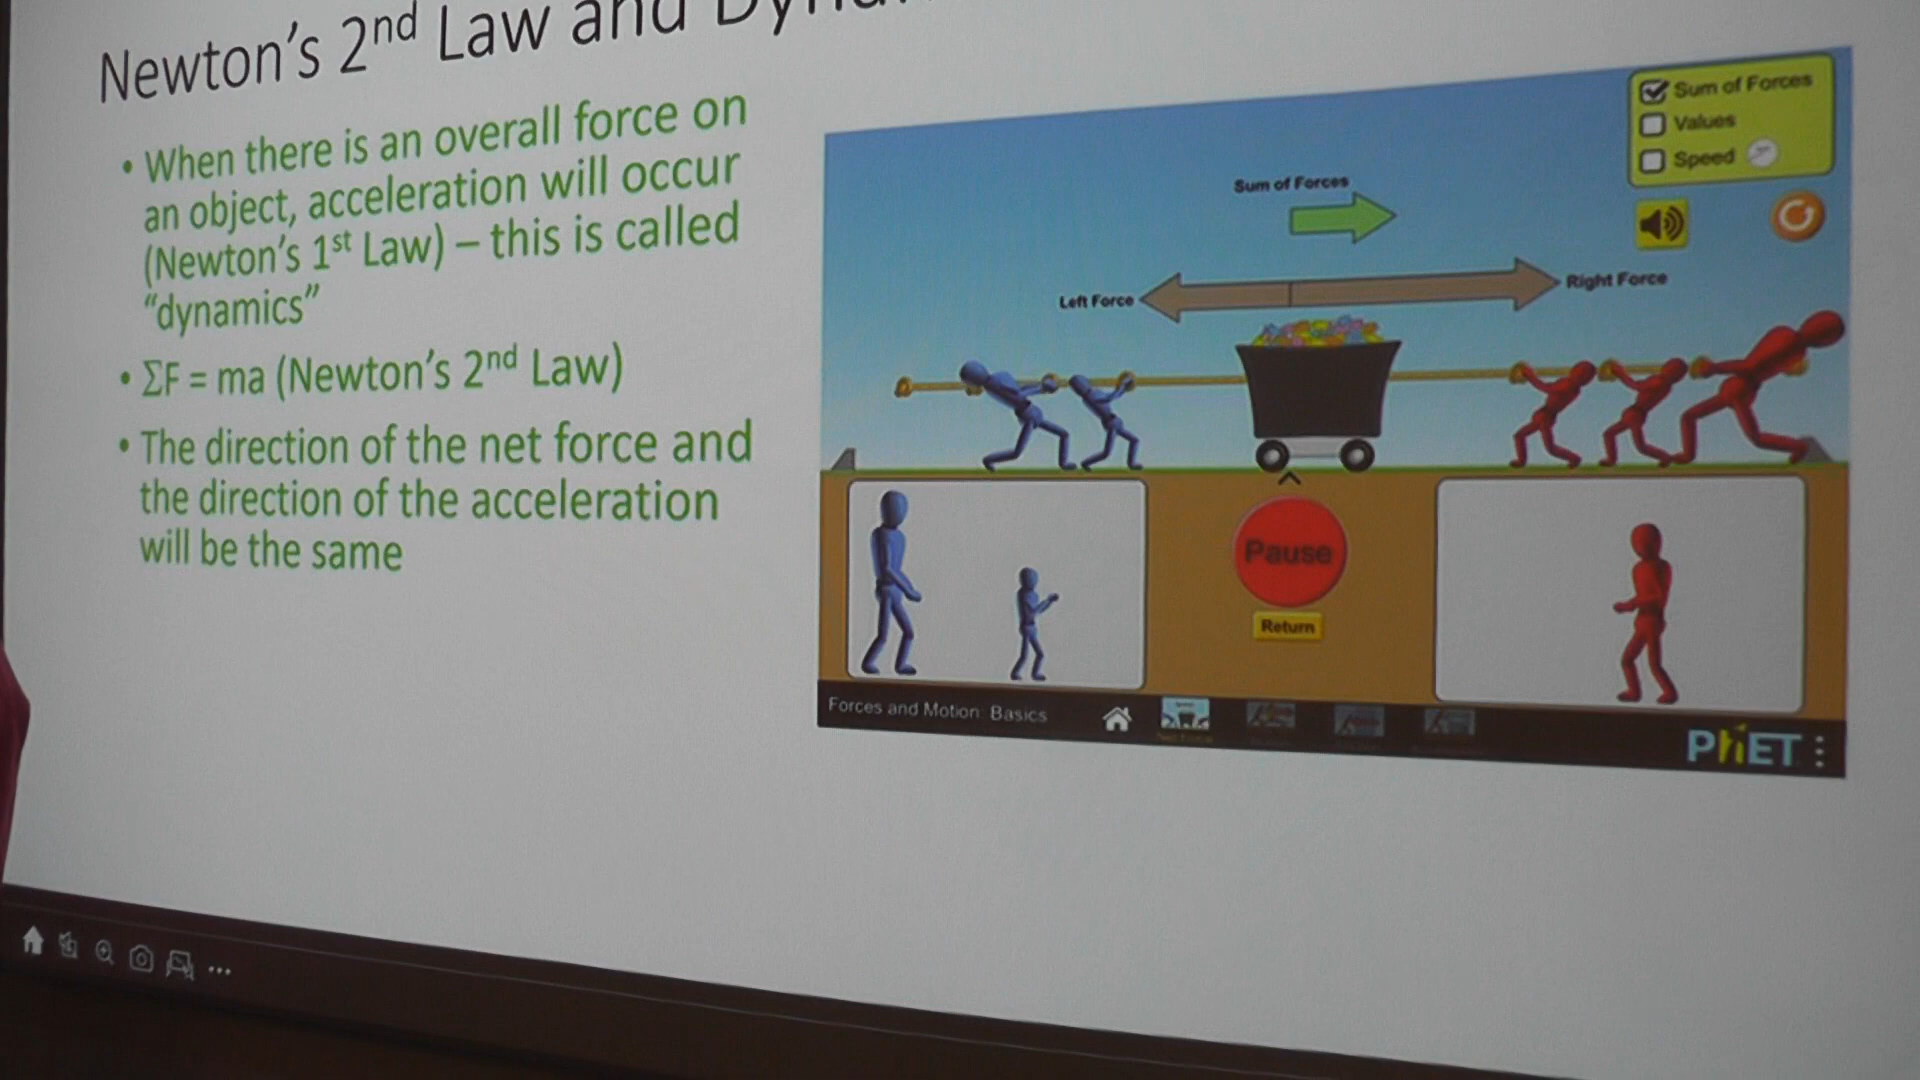 Newton's 2nd Law and
• When there is an overall force on
an object, acceleration will occur
(Newton's 1st Law) – this is called
"dynamics"
• ΣF = ma (Newton's 2nd Law)
• The direction of the net force and
the direction of the acceleration
will be the same
Sum of Forces
Values
Speed
Sum of Forces
Left Force
Right Force
Pause
Return
Forces and Motion: Basics
PhET